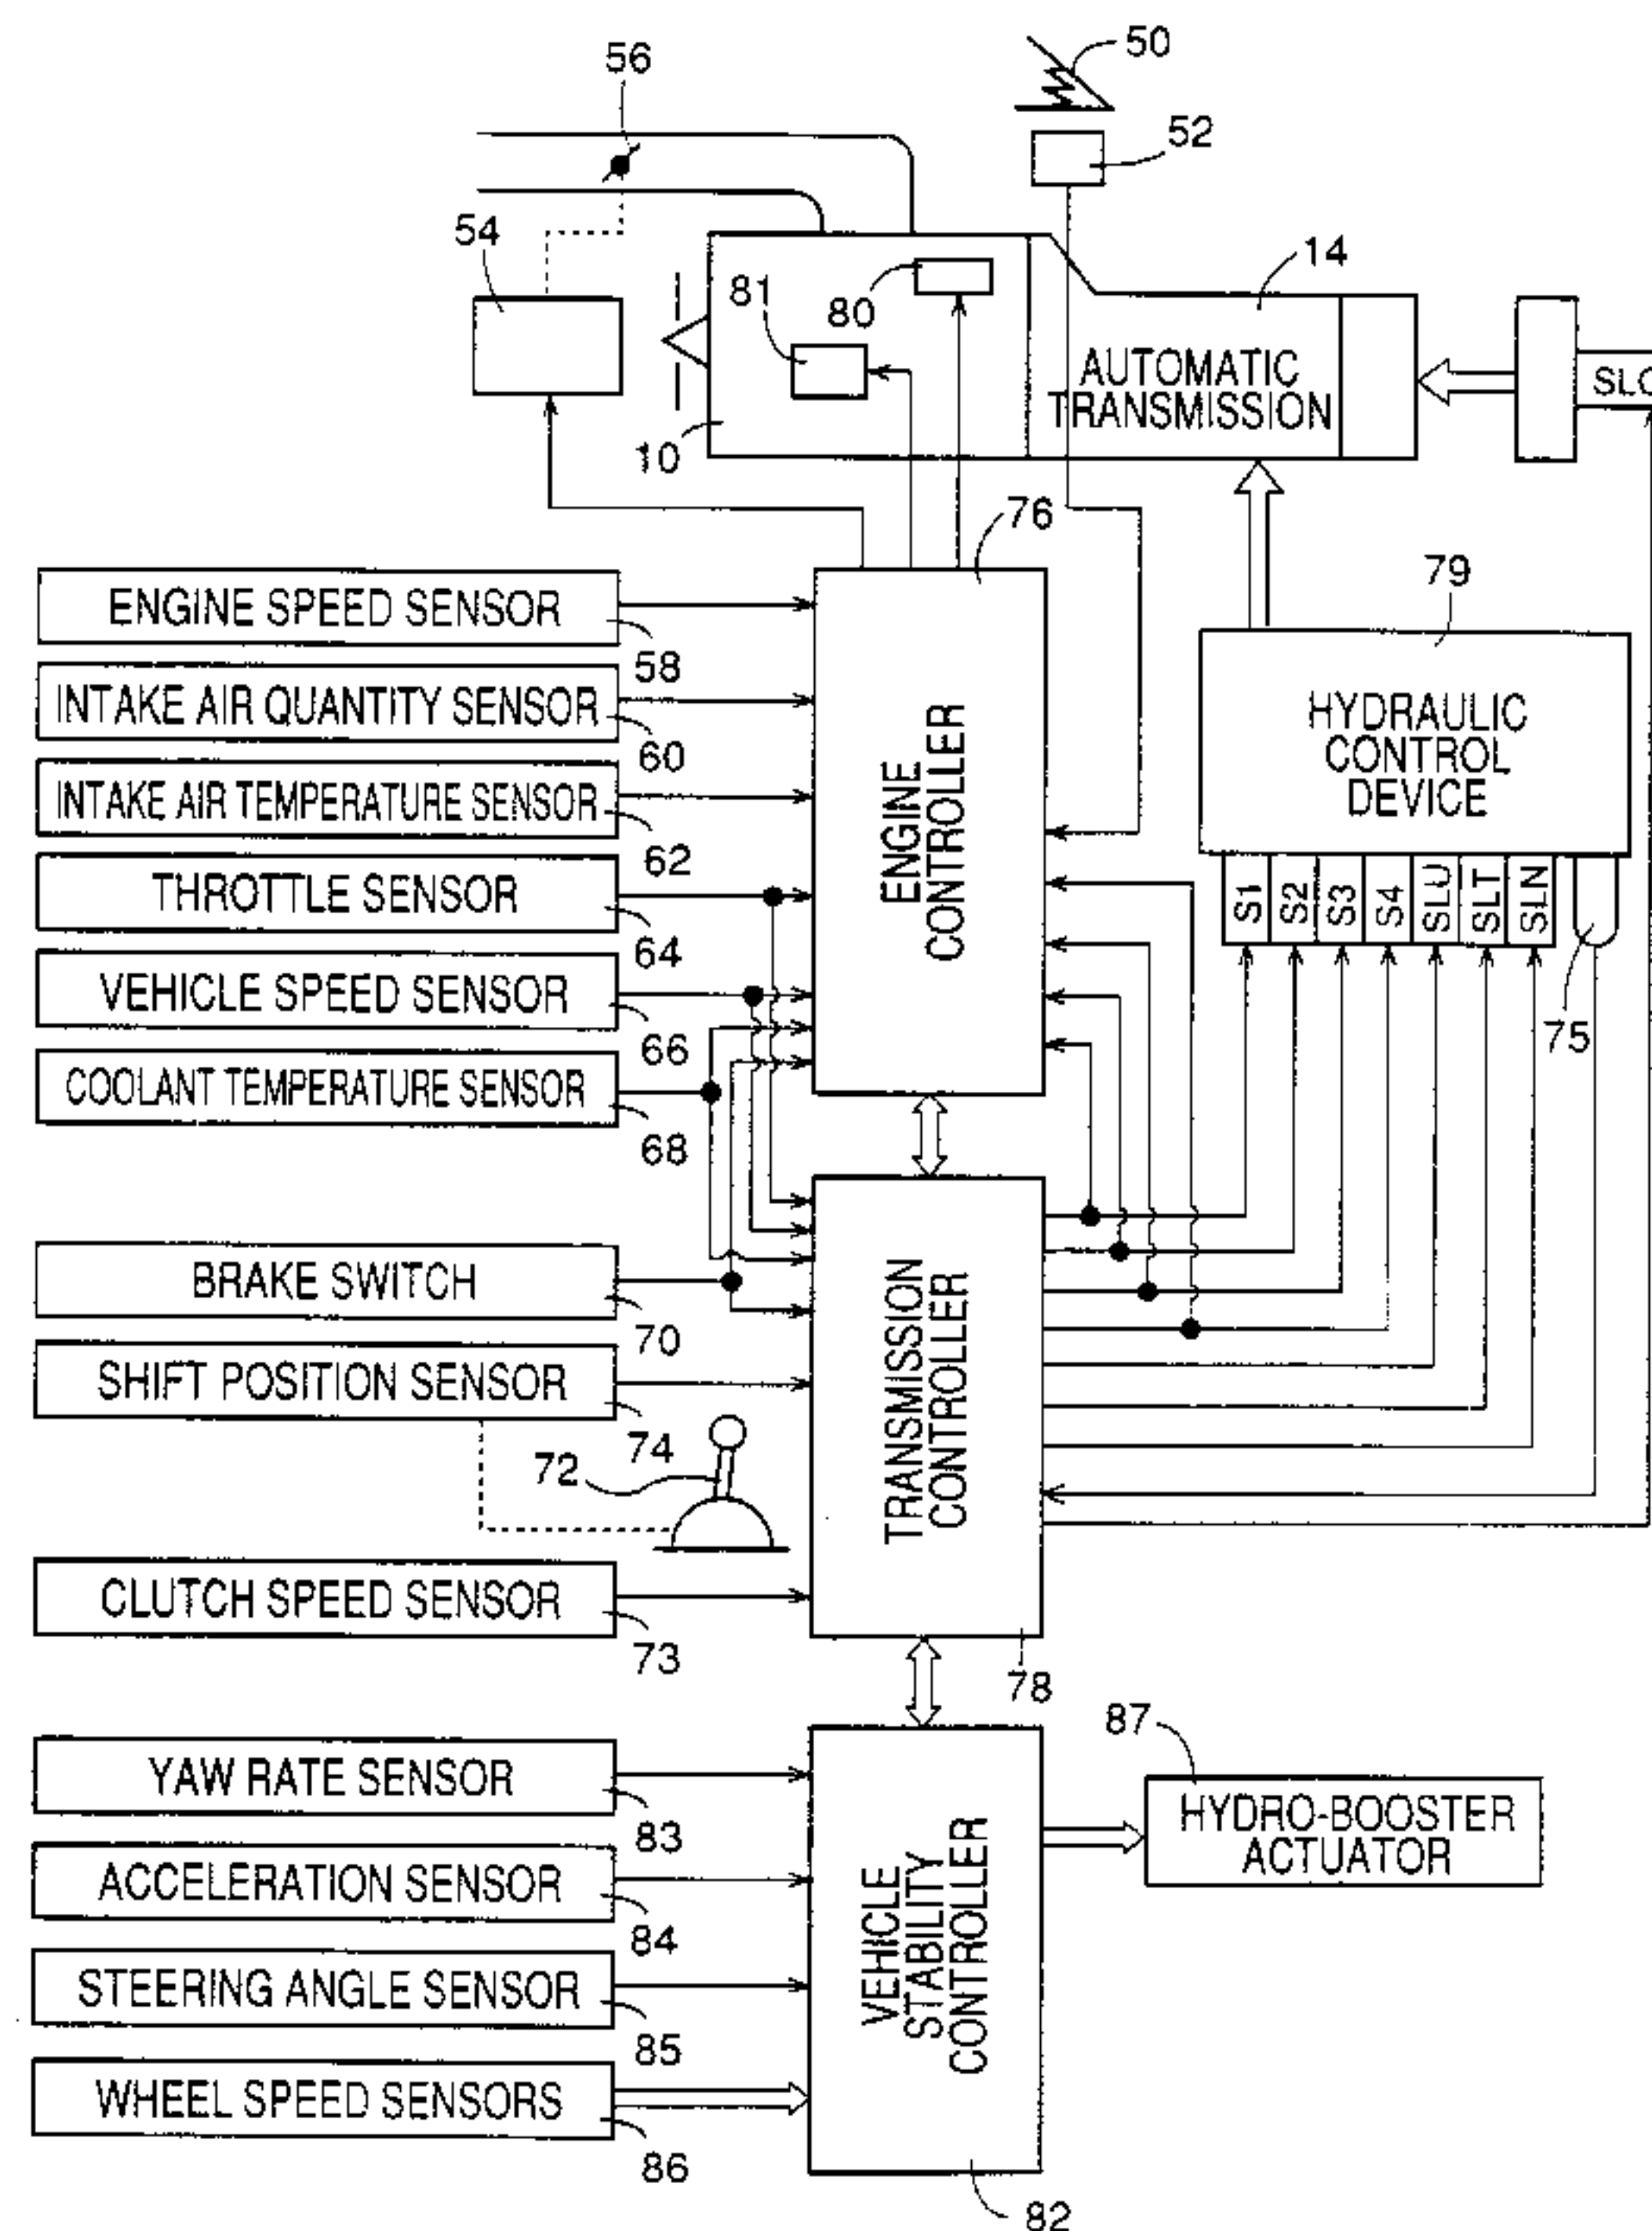 50
56
52
54
14
81
80
AUTOMATIC
TRANSMISSION
10
76
79
ENGINE SPEED SENSOR
58
INTAKE AIR QUANTITY SENSOR
60
INTAKE AIR TEMPERATURE SENSOR
62
THROTTLE SENSOR
64
VEHICLE SPEED SENSOR
66
COOLANT TEMPERATURE SENSOR
68
ENGINE
CONTROLLER
HYDRAULIC
CONTROL
DEVICE
S1
S2
S3
S4
SLU
SLT
SLN
75
BRAKE SWITCH
70
SHIFT POSITION SENSOR
74
72
CLUTCH SPEED SENSOR
73
TRANSMISSION
CONTROLLER
78
87
YAW RATE SENSOR
83
ACCELERATION SENSOR
84
STEERING ANGLE SENSOR
85
WHEEL SPEED SENSORS
86
VEHICLE
STABILITY
CONTROLLER
HYDRO-BOOSTER
ACTUATOR
82